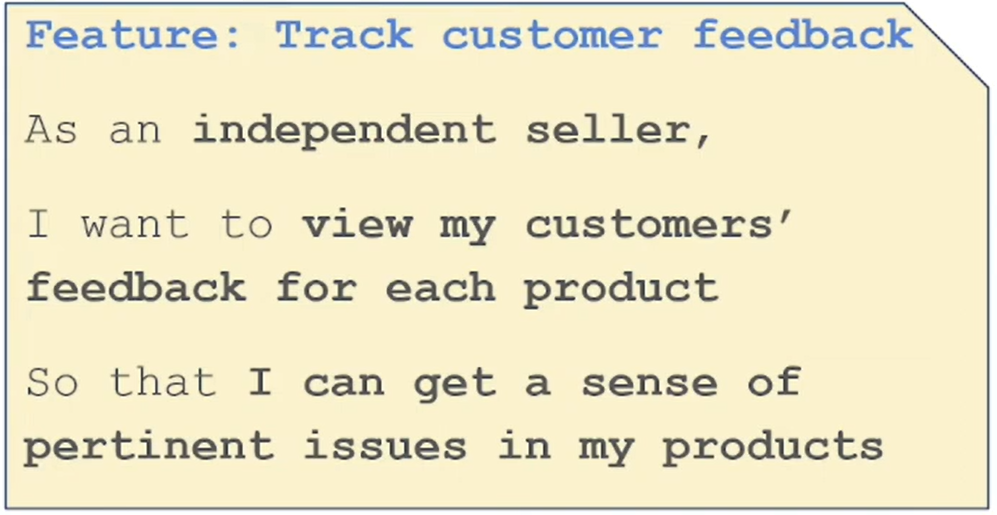 Feature: Track customer feedback
As an independent seller,
I want to view my customers’
feedback for each product
So that I can get a sense of
pertinent issues in my products